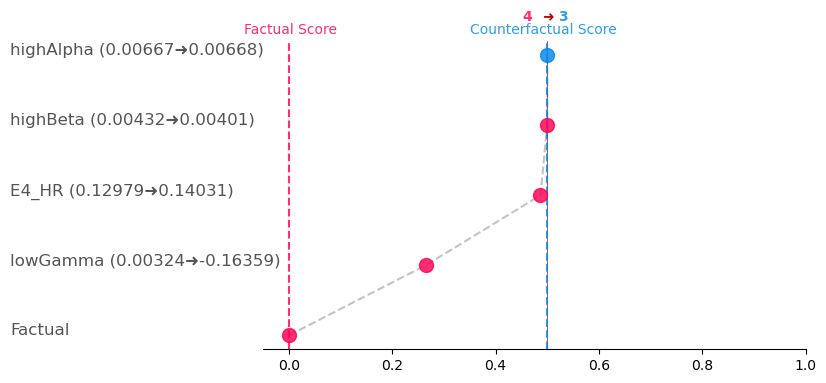 4 ➔ 3
Factual Score Counterfactual Score
highAlpha (0.00667➔0.00668)
highBeta (0.00432➔0.00401)
E4_HR (0.12979➔0.14031)
lowGamma (0.00324➔-0.16359)
Factual
0.0 0.2 0.4 0.6 0.8 1.0